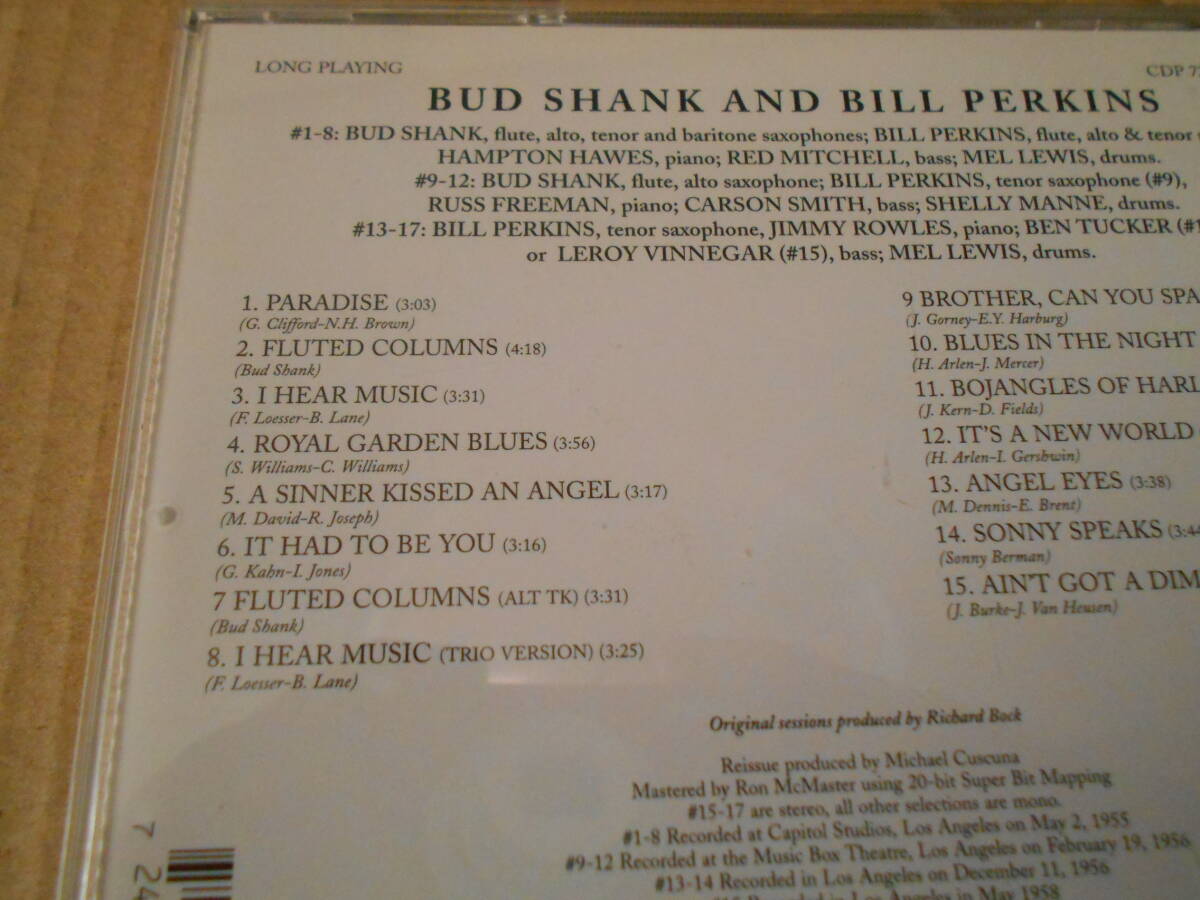 LONG PLAYING
CDP
BUD SHANK AND BILL PERKINS
#1-8: BUD SHANK, flute, alto, tenor and baritone saxophones; BILL PERKINS, flute, alto & tenor
HAMPTON HAWES, piano; RED MITCHELL, bass; MEL LEWIS, drums.
#9-12: BUD SHANK, flute, alto saxophone; BILL PERKINS, tenor saxophone (#9),
RUSS FREEMAN, piano; CARSON SMITH, bass; SHELLY MANNE, drums.
#13-17: BILL PERKINS, tenor saxophone, JIMMY ROWLES, piano; BEN TUCKER
or LEROY VINNEGAR (#15), bass; MEL LEWIS, drums.
1. PARADISE (3:03)
(G. Clifford-N.H. Brown)
2. FLUTED COLUMNS (4:18)
(Bud Shank)
3. I HEAR MUSIC (3:31)
(F. Loesser-B. Lane)
4. ROYAL GARDEN BLUES (3:56)
(S. Williams-C. Williams)
5. A SINNER KISSED AN ANGEL (3:17)
(M. David-R. Joseph)
6. IT HAD TO BE YOU (3:16)
(G. Kahn-I. Jones)
7 FLUTED COLUMNS (ALT TK) (3:31)
(Bud Shank)
8. I HEAR MUSIC (TRIO VERSION) (3:25)
(F. Loesser-B. Lane)
9 BROTHER, CAN YOU SPA
(J. Gorney-E.Y. Harburg)
10. BLUES IN THE NIGHT
(H. Arlen-J. Mercer)
11. BOJANGLES OF HARL
(J. Kern-D. Fields)
12. IT'S A NEW WORLD
(H. Arlen-I. Gershwin)
13. ANGEL EYES (3:38)
(M. Dennis-E. Brent)
14. SONNY SPEAKS (3:44
(Sonny Berman)
15. AIN'T GOT A DIM
(J. Burke-J. Van Heusen)
Original sessions produced by Richard Bock
Reissue produced by Michael Cuscuna
Mastered by Ron McMaster using 20-bit Super Bit Mapping
#15-17 are stereo, all other selections are mono.
#1-8 Recorded at Capitol Studios, Los Angeles on May 2, 1955
#9-12 Recorded at the Music Box Theatre, Los Angeles on February 19, 1956
#13-14 Recorded in Los Angeles on December 11, 1956
#15 Recorded in Los Angeles in May 1958
7 24